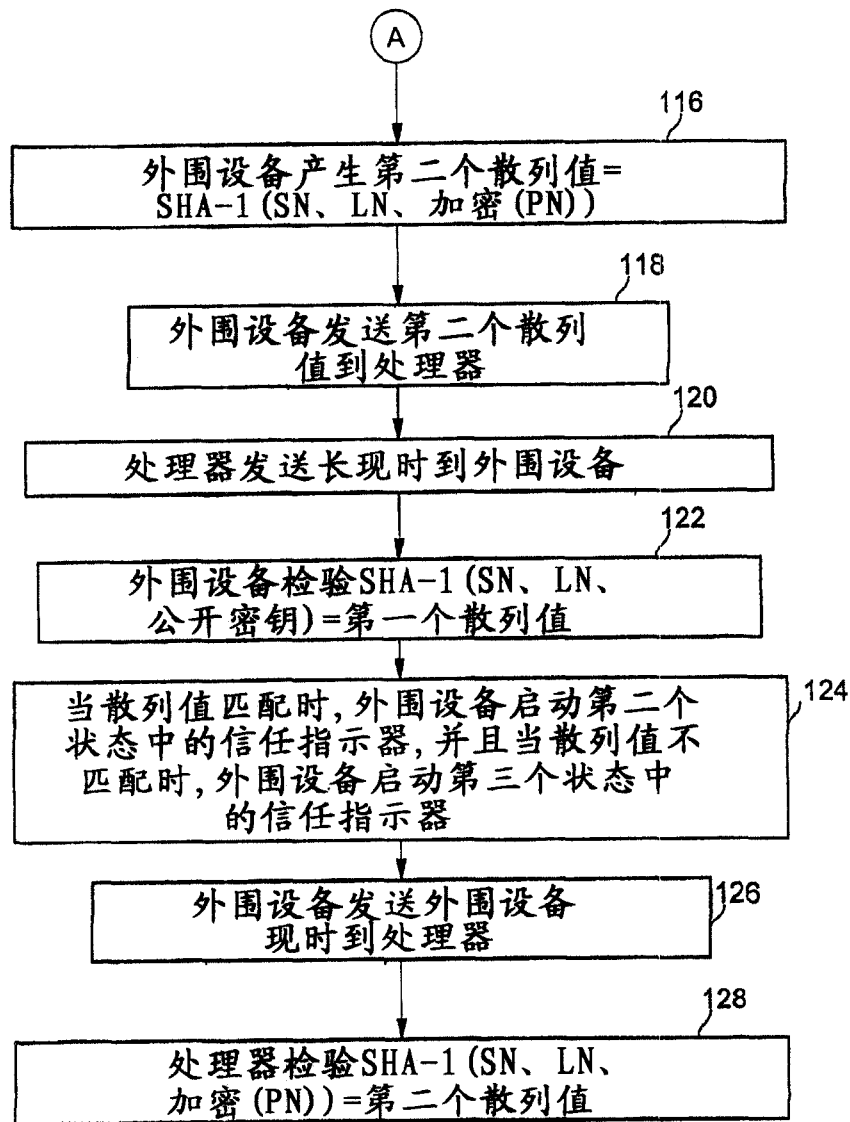 A
116
外围设备产生第二个散列值=
SHA-1(SN、LN、加密(PN))
118
外围设备发送第二个散列
值到处理器
120
处理器发送长现时到外围设备
122
外围设备检验SHA-1(SN、LN、
公开密钥)=第一个散列值
124
当散列值匹配时,外围设备启动第二个
状态中的信任指示器,并且当散列值不
匹配时,外围设备启动第三个状态中
的信任指示器
126
外围设备发送外围设备
现时到处理器
128
处理器检验SHA-1(SN、LN、
加密(PN))=第二个散列值